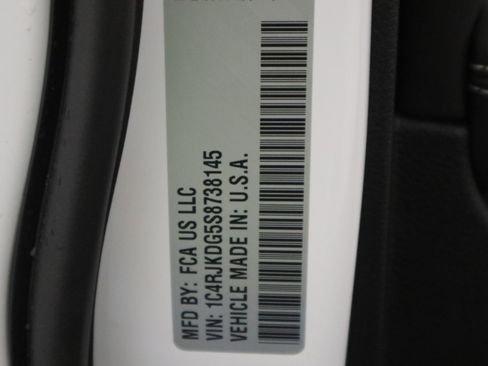 MFD BY: FCA US LLC
VIN: 1C4RJKDG5S8738145
VEHICLE MADE IN: U.S.A.